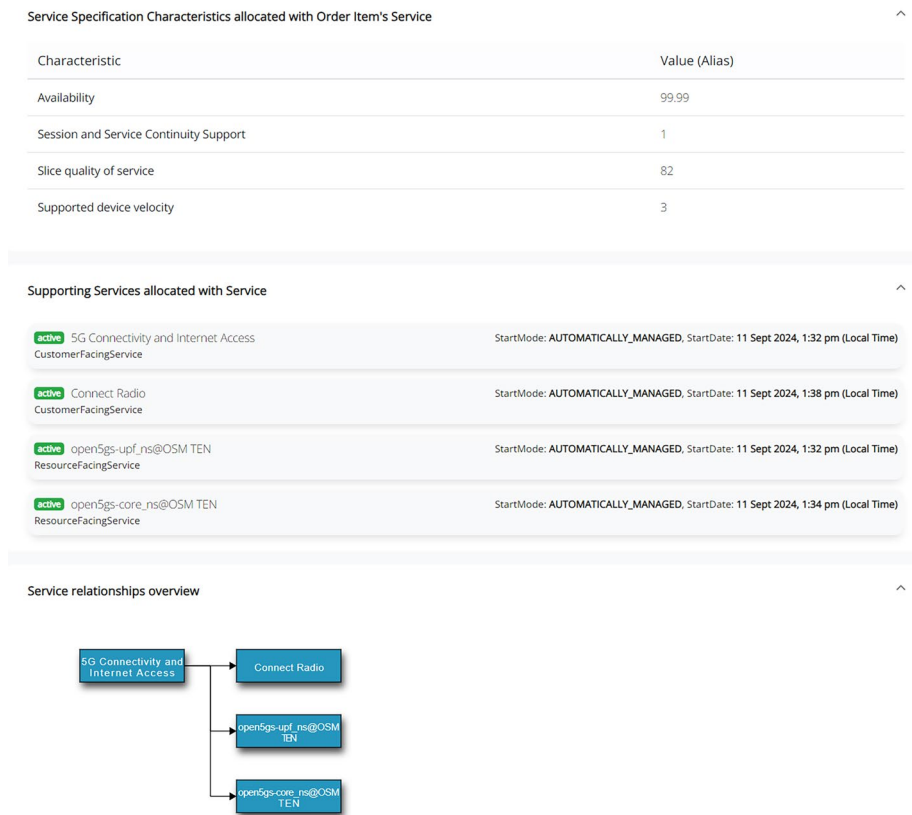 Service Specification Characteristics allocated with Order Item's Service
Characteristic Value (Alias)
Availability 99.99
Session and Service Continuity Support 1
Slice quality of service 82
Supported device velocity 3
Supporting Services allocated with Service
active 5G Connectivity and Internet Access StartMode: AUTOMATICALLY_MANAGED, StartDate: 11 Sept 2024, 1:32 pm (Local Time)
CustomerFacingService
active Connect Radio StartMode: AUTOMATICALLY_MANAGED, StartDate: 11 Sept 2024, 1:38 pm (Local Time)
CustomerFacingService
active open5gs-upf_ns@OSM TEN StartMode: AUTOMATICALLY_MANAGED, StartDate: 11 Sept 2024, 1:32 pm (Local Time)
ResourceFacingService
active open5gs-core_ns@OSM TEN StartMode: AUTOMATICALLY_MANAGED, StartDate: 11 Sept 2024, 1:34 pm (Local Time)
ResourceFacingService
Service relationships overview
5G Connectivity and
Internet Access
Connect Radio
open5gs-upf_ns@OSM
TEN
open5gs-core_ns@OSM
TEN